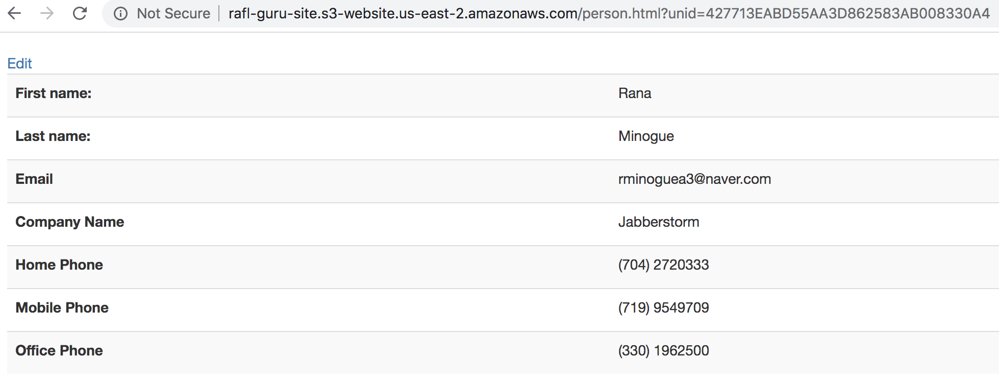 Not Secure rafl-guru-site.s3-website.us-east-2.amazonaws.com/person.html?unid=427713EABD55AA3D862583AB008330A4
Edit
First name: Rana
Last name: Minogue
Email rminoguea3@naver.com
Company Name Jabberstorm
Home Phone (704) 2720333
Mobile Phone (719) 9549709
Office Phone (330) 1962500